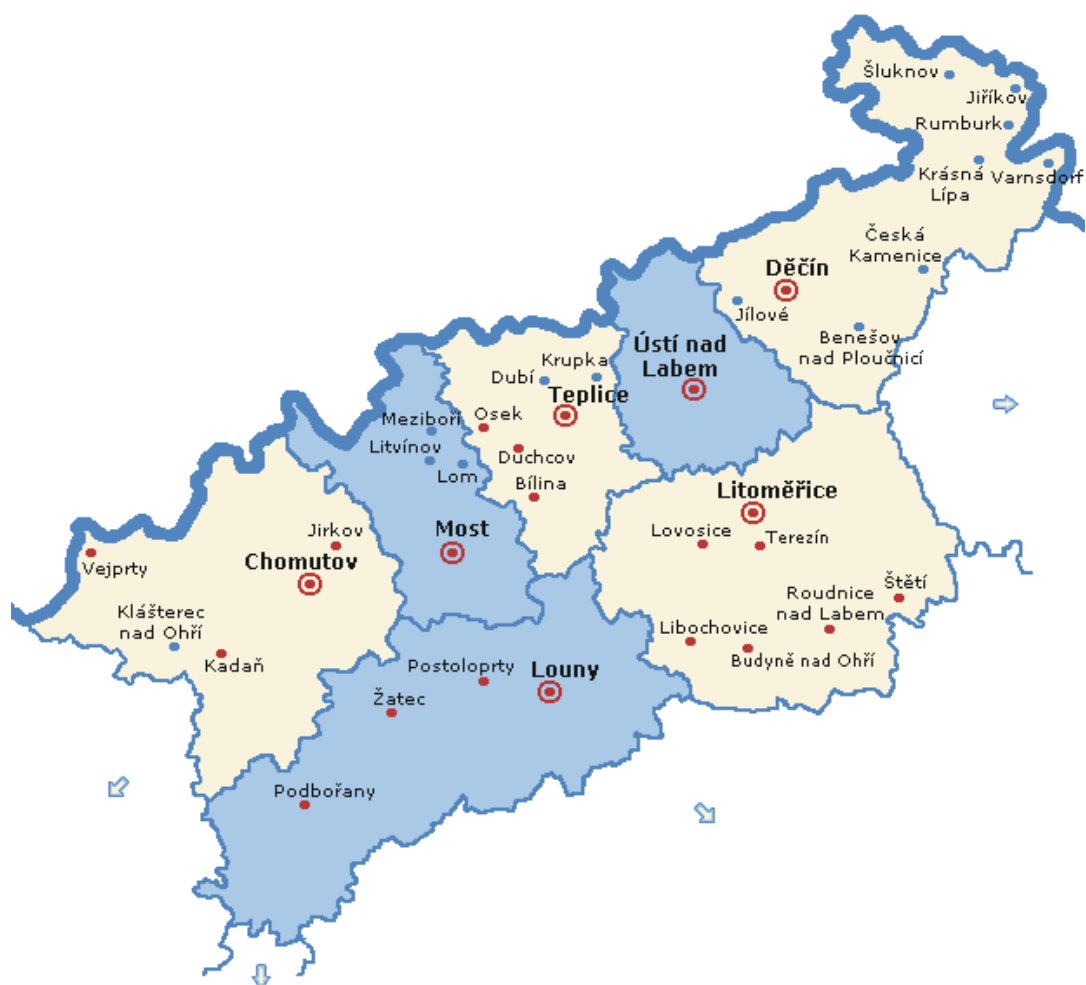 Šluknov
Jiříkov
Rumburk
Krásná
Lípa
Varnsdorf
Česká
Kamenice
Děčín
Jílové
Benešov
nad Ploučnicí
Ústí nad
Labem
Krupka
Dubí
Teplice
Meziboří
Osek
Litvínov
Duchcov
Lom
Bílina
Litoměřice
Most
Jirkov
Lovosice
Terezín
Chomutov
Vejprty
Štětí
Roudnice
nad Labem
Klášterec
nad Ohří
Libochovice
Kadaň
Postoloprty
Louny
Budyně nad Ohří
Žatec
Podbořany